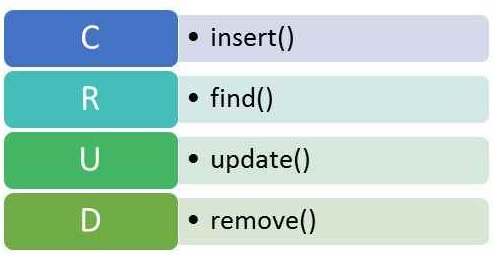 C • insert()
R • find()
U • update()
D • remove()